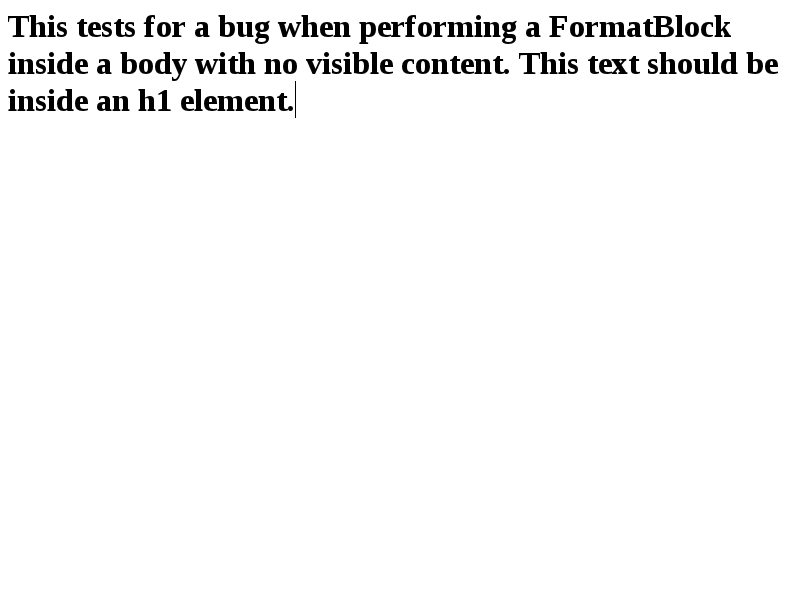 This tests for a bug when performing a FormatBlock
inside a body with no visible content. This text should be
inside an h1 element.